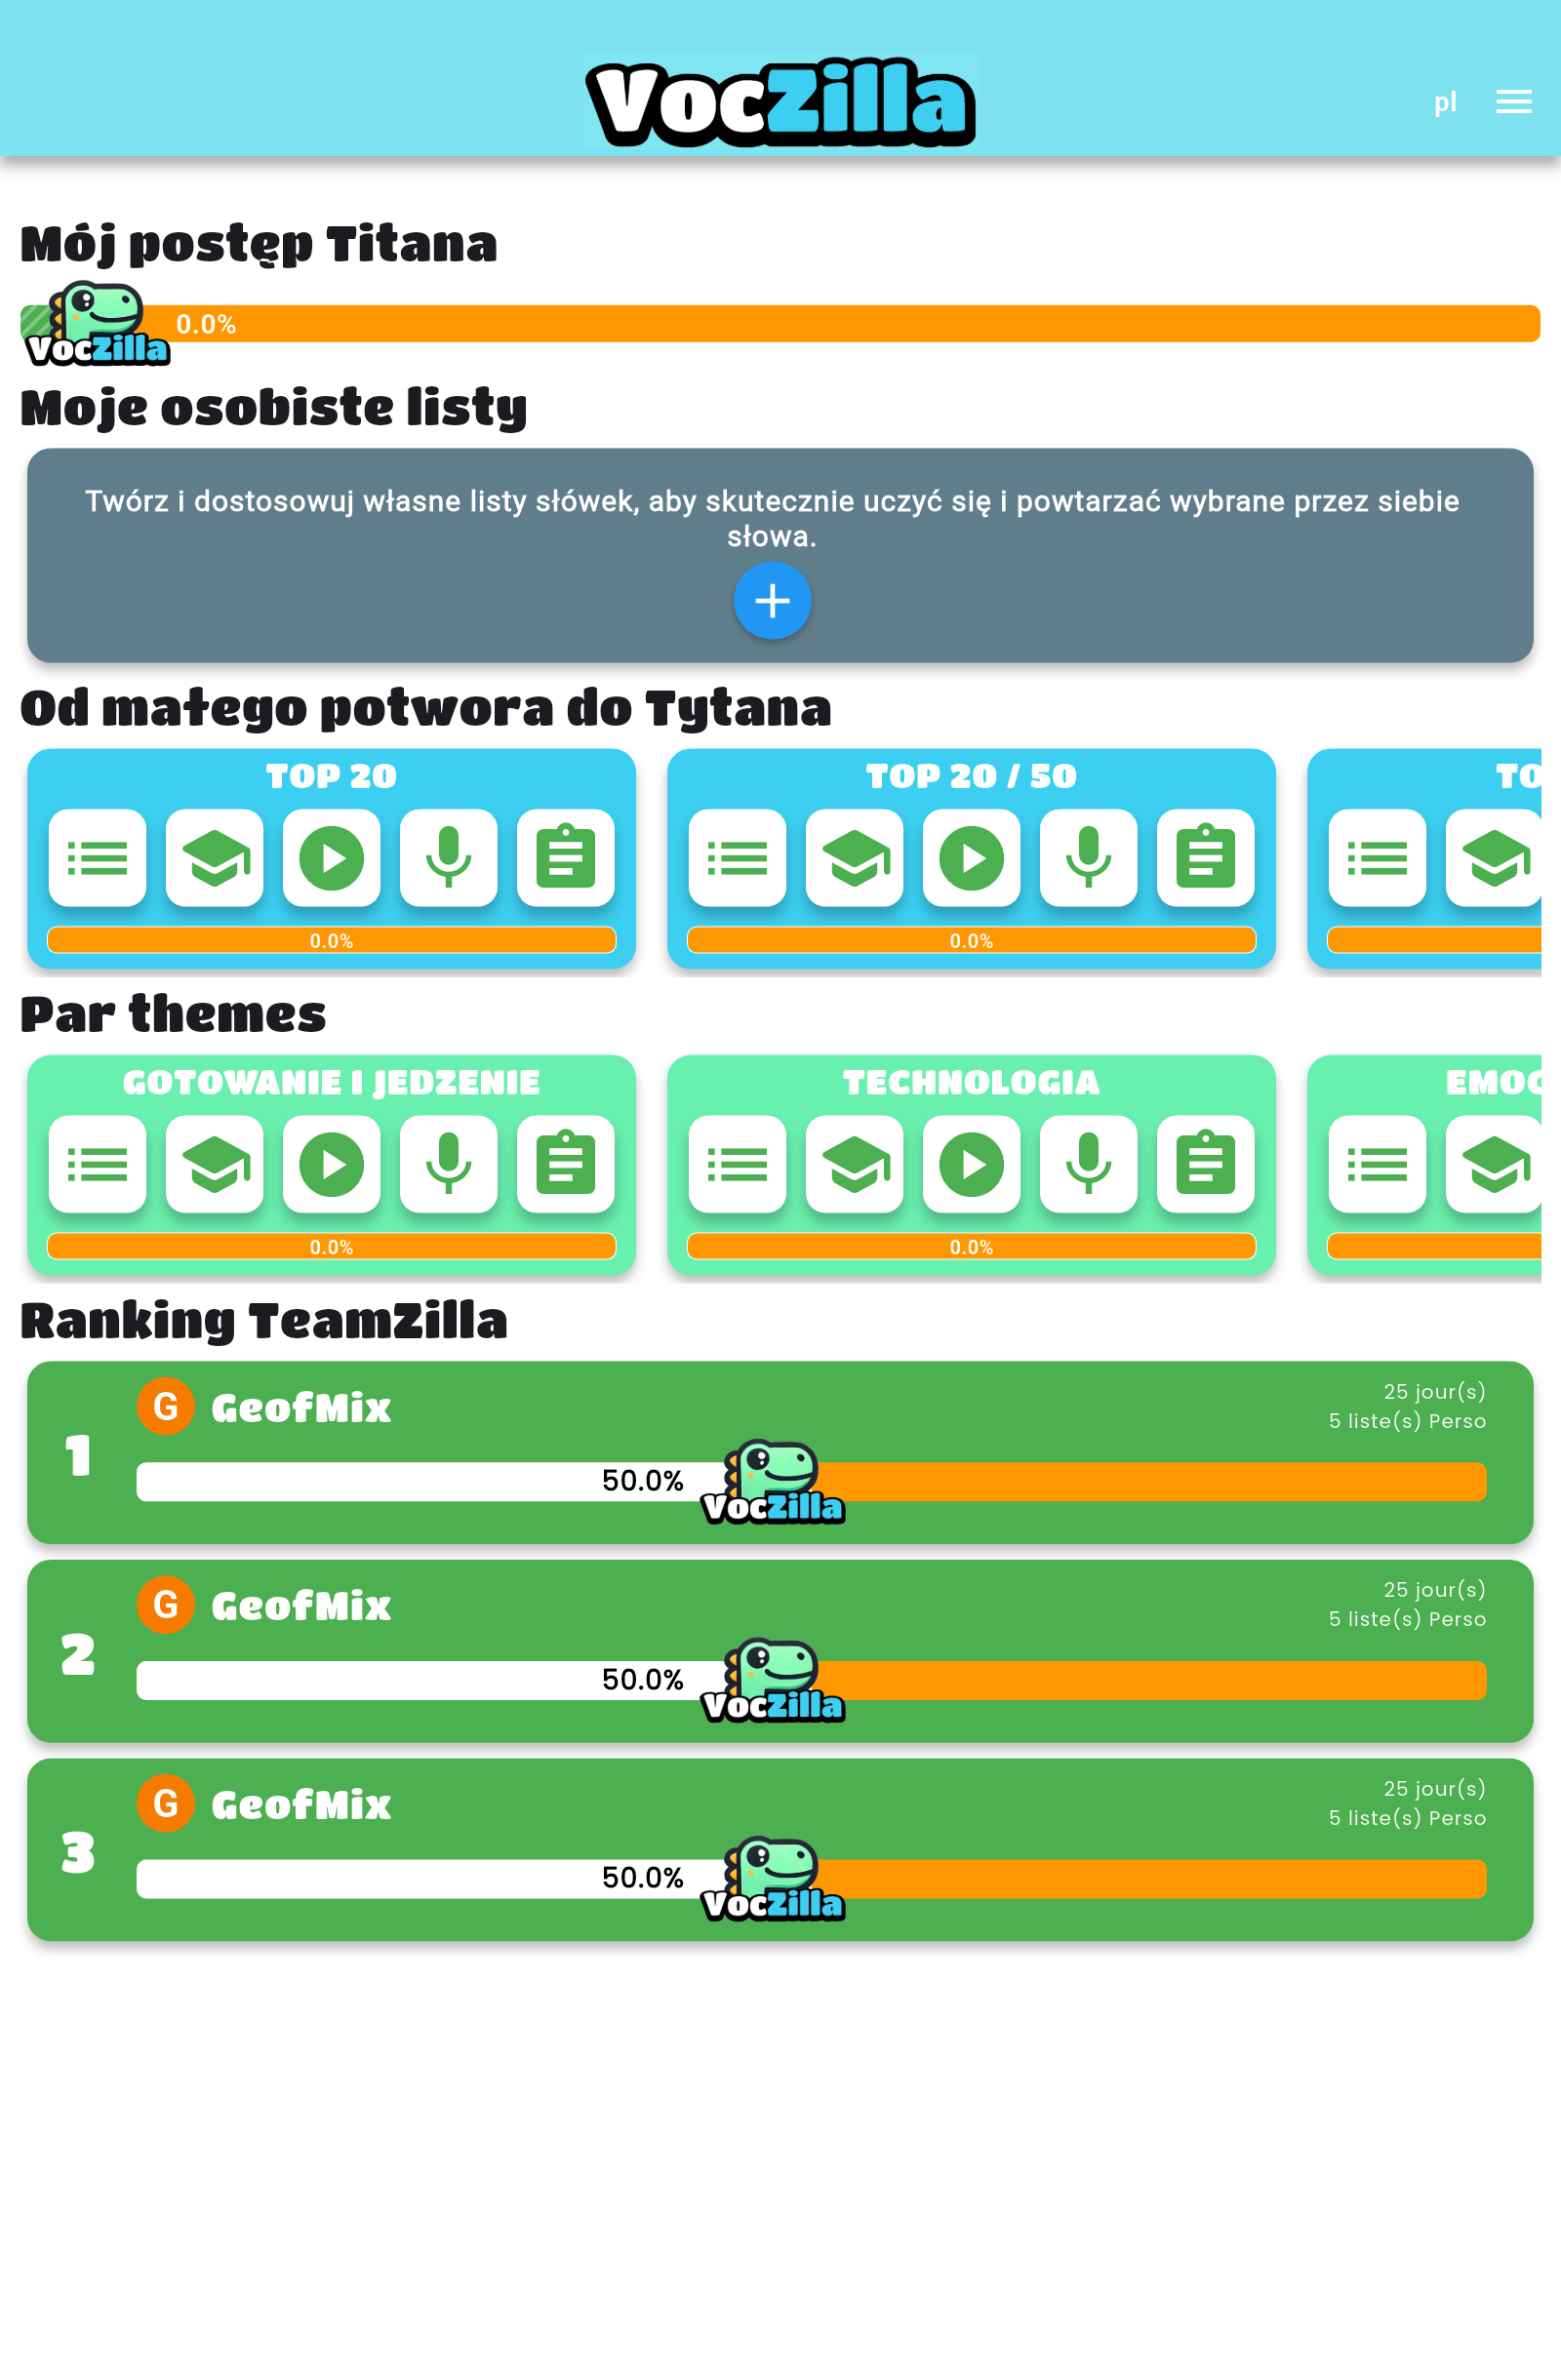 VocZilla
pl
Mój postęp Titana
0.0%
VocZilla
Moje osobiste listy
Twórz i dostosowuj własne listy słówek, aby skutecznie uczyć się i powtarzać wybrane przez siebie
słowa.
Od małego potwora do Tytana
TOP 20
TOP 20 / 50
TO
0.0%
0.0%
Par themes
GOTOWANIE I JEDZENIE
TECHNOLOGIA
EMO
0.0%
0.0%
Ranking TeamZilla
1
G
GeofMix
25 jour(s)
5 liste(s) Perso
50.0%
VocZilla
2
G
GeofMix
25 jour(s)
5 liste(s) Perso
50.0%
VocZilla
3
G
GeofMix
25 jour(s)
5 liste(s) Perso
50.0%
VocZilla